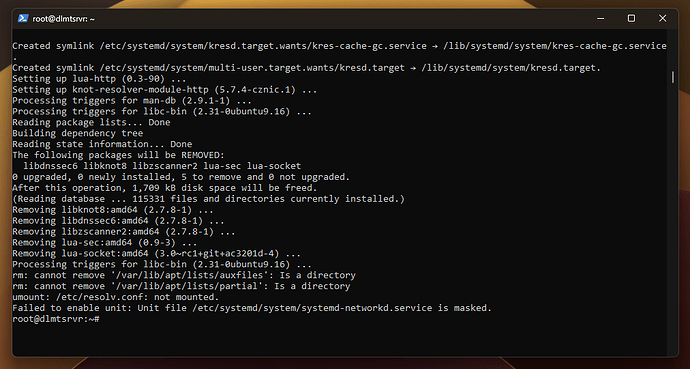 root@dlmtsrvr: ~
Created symlink /etc/systemd/system/kresd.target.wants/kres-cache-gc.service → /lib/systemd/system/kres-cache-gc.service
.
Created symlink /etc/systemd/system/multi-user.target.wants/kresd.target → /lib/systemd/system/kresd.target.
Setting up lua-http (0.3-90) ...
Setting up knot-resolver-module-http (5.7.4-cznic.1) ...
Processing triggers for man-db (2.9.1-1) ...
Processing triggers for libc-bin (2.31-0ubuntu9.16) ...
Reading package lists... Done
Building dependency tree
Reading state information... Done
The following packages will be REMOVED:
  libdnssec6 libknot8 libzscanner2 lua-sec lua-socket
0 upgraded, 0 newly installed, 5 to remove and 0 not upgraded.
After this operation, 1,709 kB disk space will be freed.
(Reading database ... 115331 files and directories currently installed.)
Removing libknot8:amd64 (2.7.8-1) ...
Removing libdnssec6:amd64 (2.7.8-1) ...
Removing libzscanner2:amd64 (2.7.8-1) ...
Removing lua-sec:amd64 (0.9-3) ...
Removing lua-socket:amd64 (3.0~rc1+git+ac3201d-4) ...
Processing triggers for libc-bin (2.31-0ubuntu9.16) ...
rm: cannot remove '/var/lib/apt/lists/auxfiles': Is a directory
rm: cannot remove '/var/lib/apt/lists/partial': Is a directory
umount: /etc/resolv.conf: not mounted.
Failed to enable unit: Unit file /etc/systemd/system/systemd-networkd.service is masked.
root@dlmtsrvr:~#